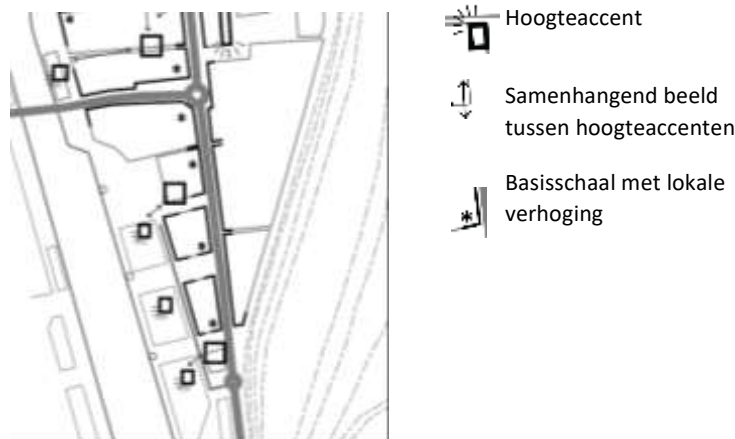 Hoogteaccent
Samenhangend beeld
tussen hoogteaccenten
Basisschaal met lokale
verhoging